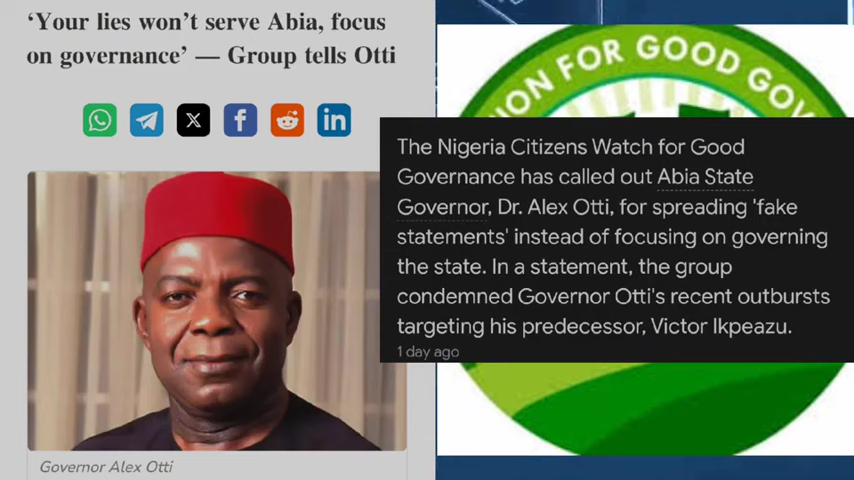 ‘Your lies won’t serve Abia, focus
on governance’ — Group tells Otti
Governor Alex Otti
ON FOR GOOD GOV
The Nigeria Citizens Watch for Good
Governance has called out Abia State
Governor, Dr. Alex Otti, for spreading 'fake
statements' instead of focusing on governing
the state. In a statement, the group
condemned Governor Otti's recent outbursts
targeting his predecessor, Victor Ikpeazu.
1 day ago